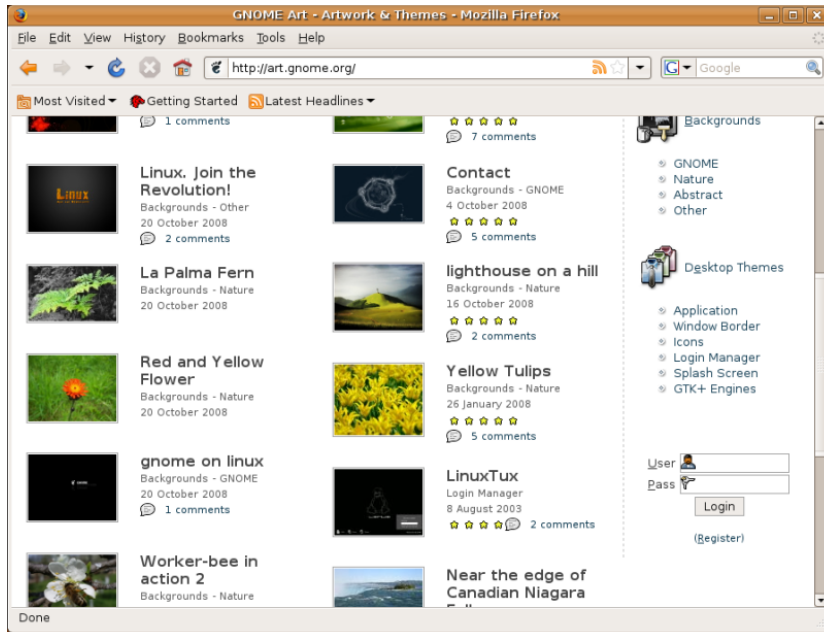 GNOME Art - Artwork & Themes - Mozilla Firefox
File Edit View History Bookmarks Tools Help
http://art.gnome.org/
G Google
Most Visited Getting Started Latest Headlines
1 comments
Linux. Join the
Revolution!
Backgrounds - Other
20 October 2008
2 comments
La Palma Fern
Backgrounds - Nature
20 October 2008
Red and Yellow
Flower
Backgrounds - Nature
20 October 2008
gnome on linux
Backgrounds - GNOME
20 October 2008
1 comments
Worker-bee in
action 2
Backgrounds - Nature
7 comments
Contact
Backgrounds - GNOME
4 October 2008
5 comments
lighthouse on a hill
Backgrounds - Nature
16 October 2008
2 comments
Yellow Tulips
Backgrounds - Nature
26 January 2008
5 comments
LinuxTux
Login Manager
8 August 2003
2 comments
Near the edge of
Canadian Niagara
Backgrounds
GNOME
Nature
Abstract
Other
Desktop Themes
Application
Window Border
Icons
Login Manager
Splash Screen
GTK+ Engines
User
Pass
Login
(Register)
Linux
Done